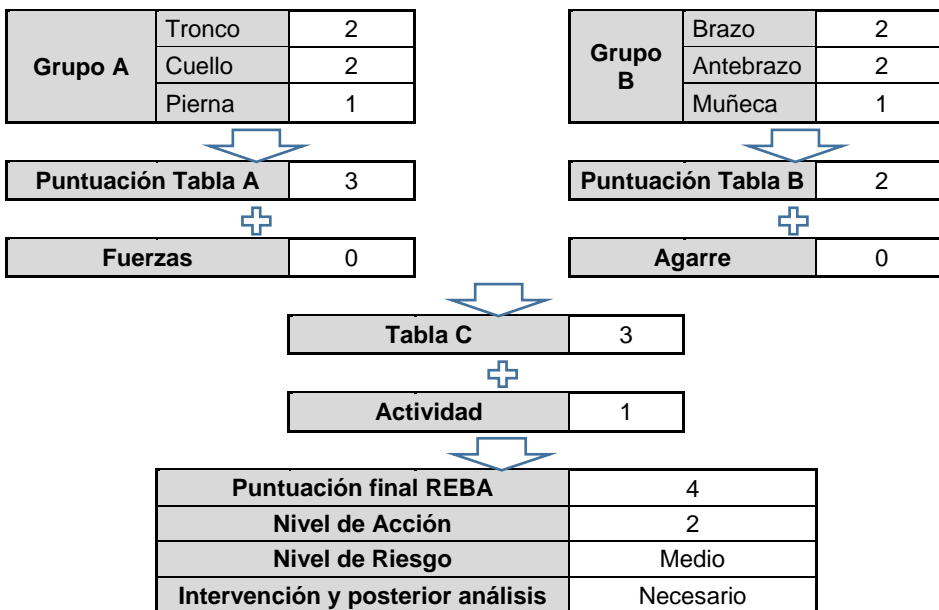 Grupo A
Tronco 2
Cuello 2
Pierna 1
Grupo
B
Brazo 2
Antebrazo 2
Muñeca 1
Puntuación Tabla A 3
Puntuación Tabla B 2
Fuerzas 0
Agarre 0
Tabla C 3
Actividad 1
Puntuación final REBA 4
Nivel de Acción 2
Nivel de Riesgo Medio
Intervención y posterior análisis Necesario